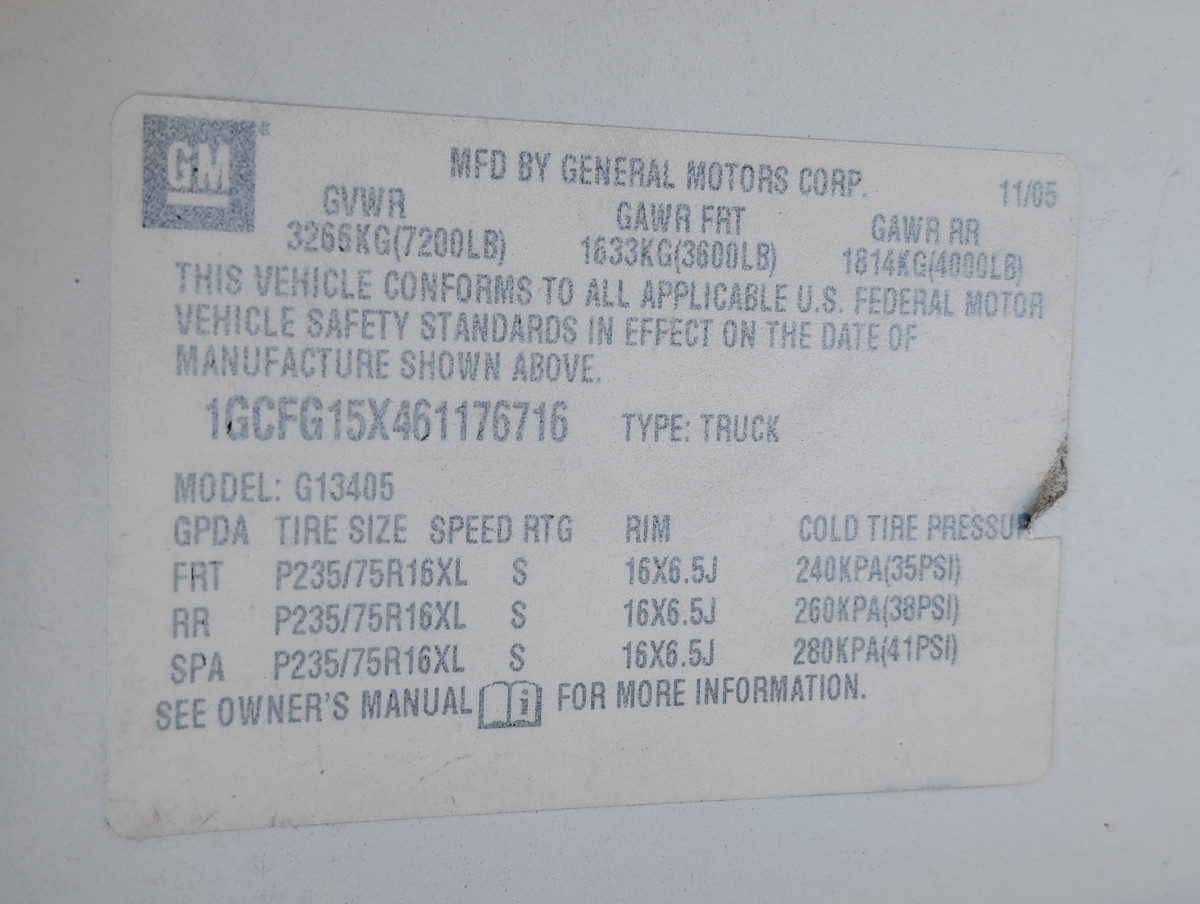 GM
MFD BY GENERAL MOTORS CORP. 11/05
GVWR GAWR FRT GAWR RR
3266KG(7200LB) 1633KG(3600LB) 1814KG(4000LB)
THIS VEHICLE CONFORMS TO ALL APPLICABLE U.S. FEDERAL MOTOR
VEHICLE SAFETY STANDARDS IN EFFECT ON THE DATE OF
MANUFACTURE SHOWN ABOVE.
1GCFG15X461176716 TYPE: TRUCK
MODEL: G13405
GPDA TIRE SIZE SPEED RTG RIM COLD TIRE PRESSUR
FRT P235/75R16XL S 16X6.5J 240KPA(35PSI)
RR P235/75R16XL S 16X6.5J 260KPA(38PSI)
SPA P235/75R16XL S 16X6.5J 280KPA(41PSI)
SEE OWNER'S MANUAL i FOR MORE INFORMATION.